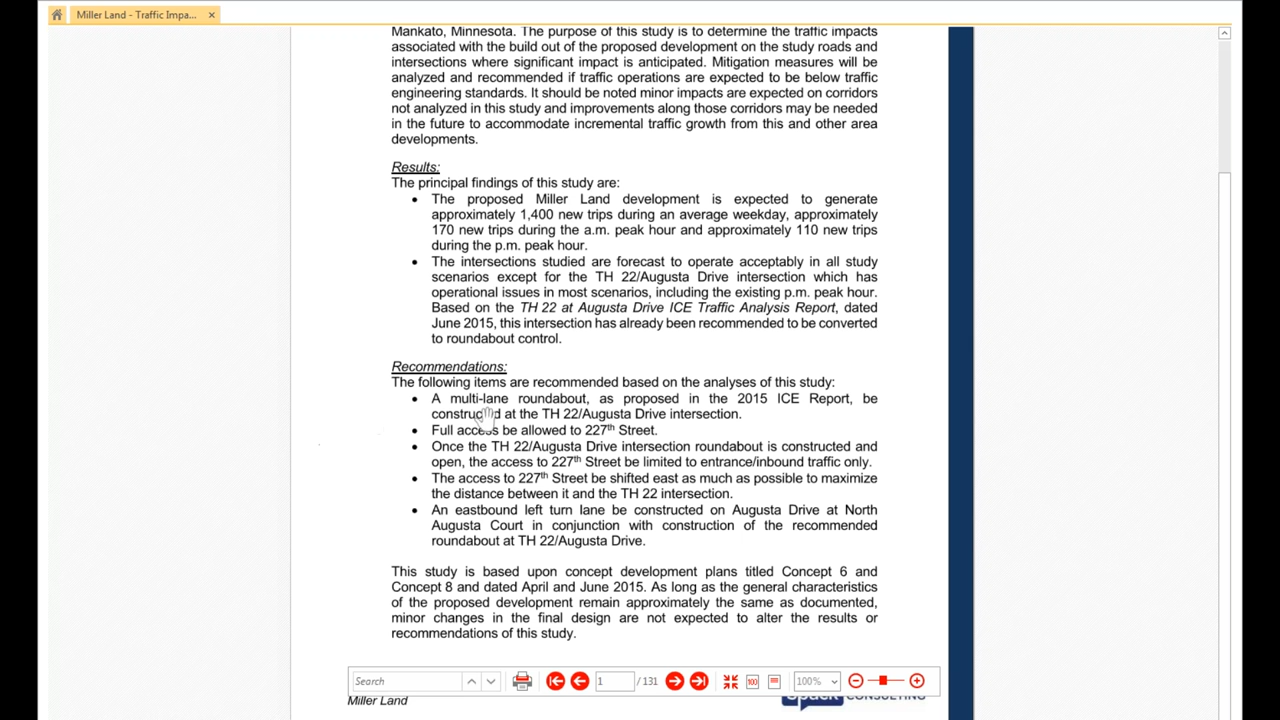 Miller Land - Traffic Impa...
Mankato, Minnesota. The purpose of this study is to determine the traffic impacts
associated with the build out of the proposed development on the study roads and
intersections where significant impact is anticipated. Mitigation measures will be
analyzed and recommended if traffic operations are expected to be below traffic
engineering standards. It should be noted minor impacts are expected on corridors
not analyzed in this study and improvements along those corridors may be needed
in the future to accommodate incremental traffic growth from this and other area
developments.
Results:
The principal findings of this study are:
• The proposed Miller Land development is expected to generate
approximately 1,400 new trips during an average weekday, approximately
170 new trips during the a.m. peak hour and approximately 110 new trips
during the p.m. peak hour.
• The intersections studied are forecast to operate acceptably in all study
scenarios except for the TH 22/Augusta Drive intersection which has
operational issues in most scenarios, including the existing p.m. peak hour.
Based on the TH 22 at Augusta Drive ICE Traffic Analysis Report, dated
June 2015, this intersection has already been recommended to be converted
to roundabout control.
Recommendations:
The following items are recommended based on the analyses of this study:
• A multi-lane roundabout, as proposed in the 2015 ICE Report, be
constructed at the TH 22/Augusta Drive intersection.
• Full access be allowed to 227th Street.
• Once the TH 22/Augusta Drive intersection roundabout is constructed and
open, the access to 227th Street be limited to entrance/inbound traffic only.
• The access to 227th Street be shifted east as much as possible to maximize
the distance between it and the TH 22 intersection.
• An eastbound left turn lane be constructed on Augusta Drive at North
Augusta Court in conjunction with construction of the recommended
roundabout at TH 22/Augusta Drive.
This study is based upon concept development plans titled Concept 6 and
Concept 8 and dated April and June 2015. As long as the general characteristics
of the proposed development remain approximately the same as documented,
minor changes in the final design are not expected to alter the results or
recommendations of this study.
Search 1 / 131 100 100%
Miller Land CONSULTING